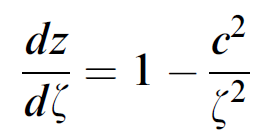 dz/dζ = 1 − c²/ζ²